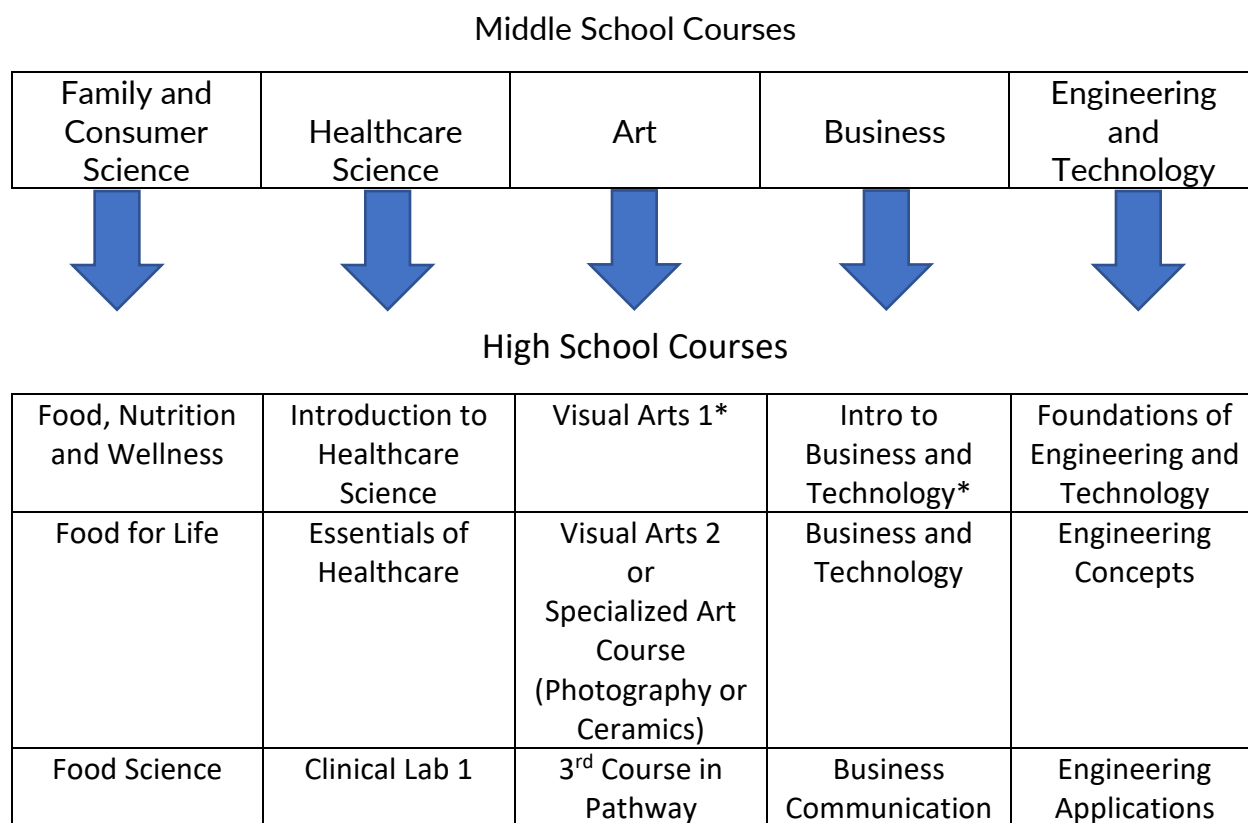 Middle School Courses
Family and
Consumer
Science
Healthcare
Science
Art
Business
Engineering
and
Technology
High School Courses
Food, Nutrition
and Wellness
Introduction to
Healthcare
Science
Visual Arts 1*
Intro to
Business and
Technology*
Foundations of
Engineering and
Technology
Food for Life
Essentials of
Healthcare
Visual Arts 2
or
Specialized Art
Course
(Photography or
Ceramics)
Business and
Technology
Engineering
Concepts
Food Science
Clinical Lab 1
3rd Course in
Pathway
Business
Communication
Engineering
Applications